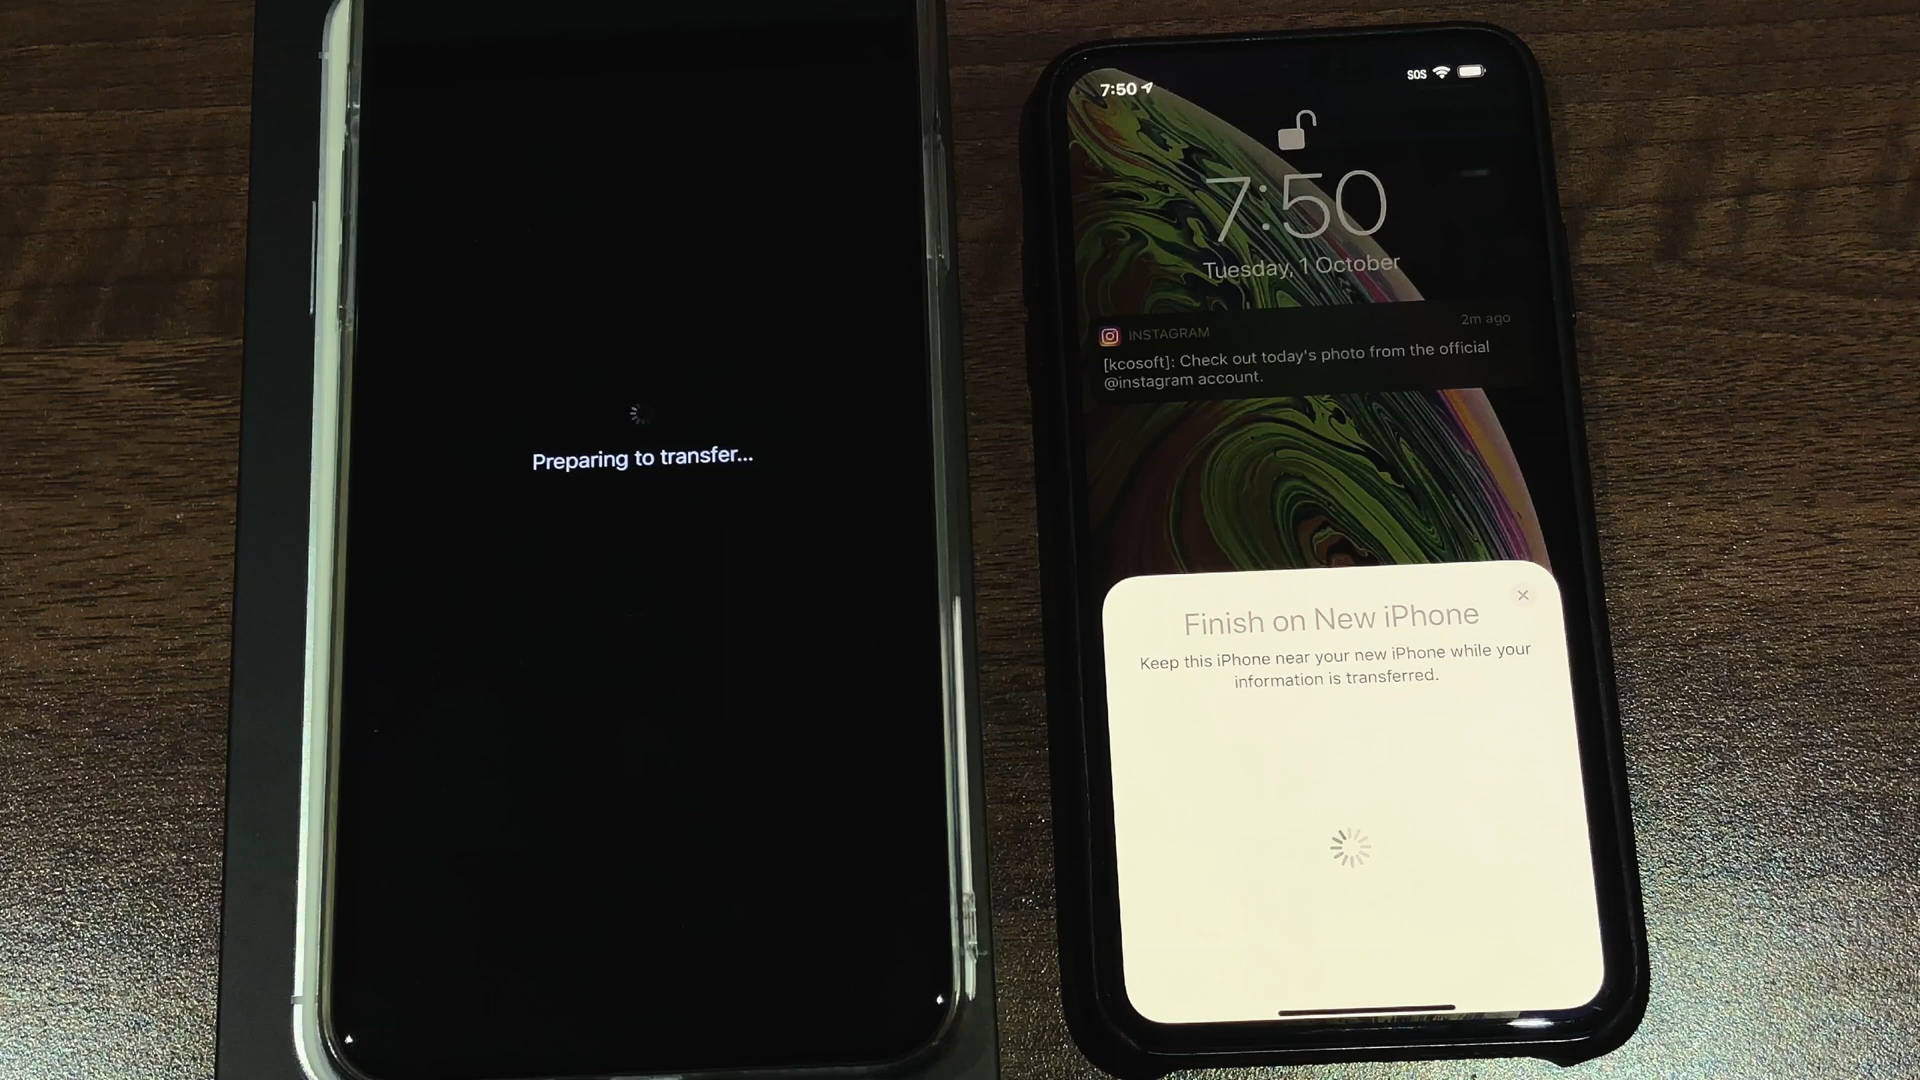 Preparing to transfer...
7:50
SOS
7:50
Tuesday, 1 October
INSTAGRAM
2m ago
[kcosoft]: Check out today's photo from the official
@instagram account.
Finish on New iPhone
Keep this iPhone near your new iPhone while your
information is transferred.